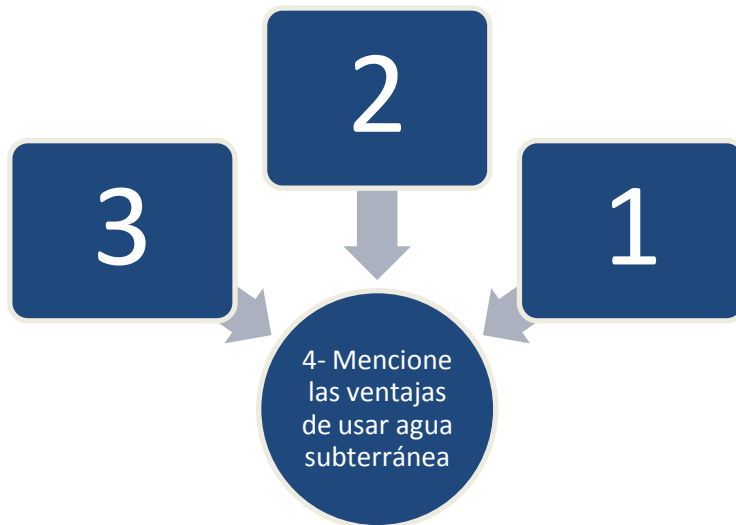 2
3
1
4- Mencione
las ventajas
de usar agua
subterránea